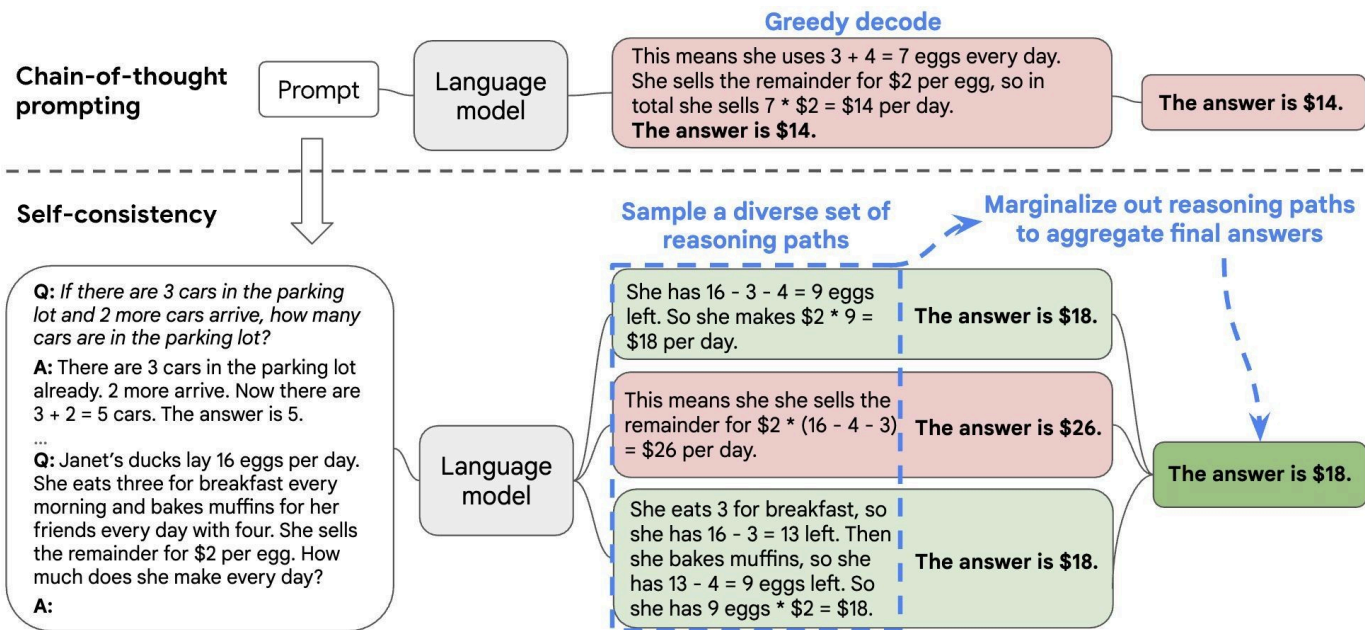 Greedy decode
Chain-of-thought
prompting
Prompt
Language
model
This means she uses 3 + 4 = 7 eggs every day.
She sells the remainder for $2 per egg, so in
total she sells 7 * $2 = $14 per day.
The answer is $14.
The answer is $14.
Self-consistency
Sample a diverse set of
reasoning paths
Marginalize out reasoning paths
to aggregate final answers
Q: If there are 3 cars in the parking
lot and 2 more cars arrive, how many
cars are in the parking lot?
A: There are 3 cars in the parking lot
already. 2 more arrive. Now there are
3 + 2 = 5 cars. The answer is 5.
...
Q: Janet's ducks lay 16 eggs per day.
She eats three for breakfast every
morning and bakes muffins for her
friends every day with four. She sells
the remainder for $2 per egg. How
much does she make every day?
A:
Language
model
She has 16 - 3 - 4 = 9 eggs
left. So she makes $2 * 9 =
$18 per day.
The answer is $18.
This means she she sells the
remainder for $2 * (16 - 4 - 3)
= $26 per day.
The answer is $26.
She eats 3 for breakfast, so
she has 16 - 3 = 13 left. Then
she bakes muffins, so she
has 13 - 4 = 9 eggs left. So
she has 9 eggs * $2 = $18.
The answer is $18.
The answer is $18.